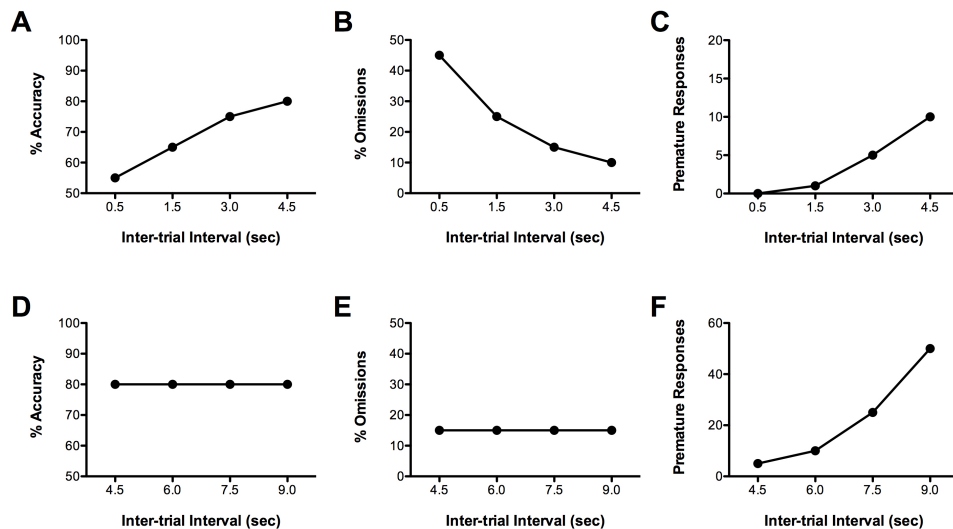 A
% Accuracy
100
90
80
70
60
50
0.5 1.5 3.0 4.5
Inter-trial Interval (sec)
B
% Omissions
50
40
30
20
10
0
0.5 1.5 3.0 4.5
Inter-trial Interval (sec)
C
Premature Responses
20
15
10
5
0
0.5 1.5 3.0 4.5
Inter-trial Interval (sec)
D
% Accuracy
100
90
80
70
60
50
4.5 6.0 7.5 9.0
Inter-trial Interval (sec)
E
% Omissions
50
40
30
20
10
0
4.5 6.0 7.5 9.0
Inter-trial Interval (sec)
F
Premature Responses
60
40
20
0
4.5 6.0 7.5 9.0
Inter-trial Interval (sec)